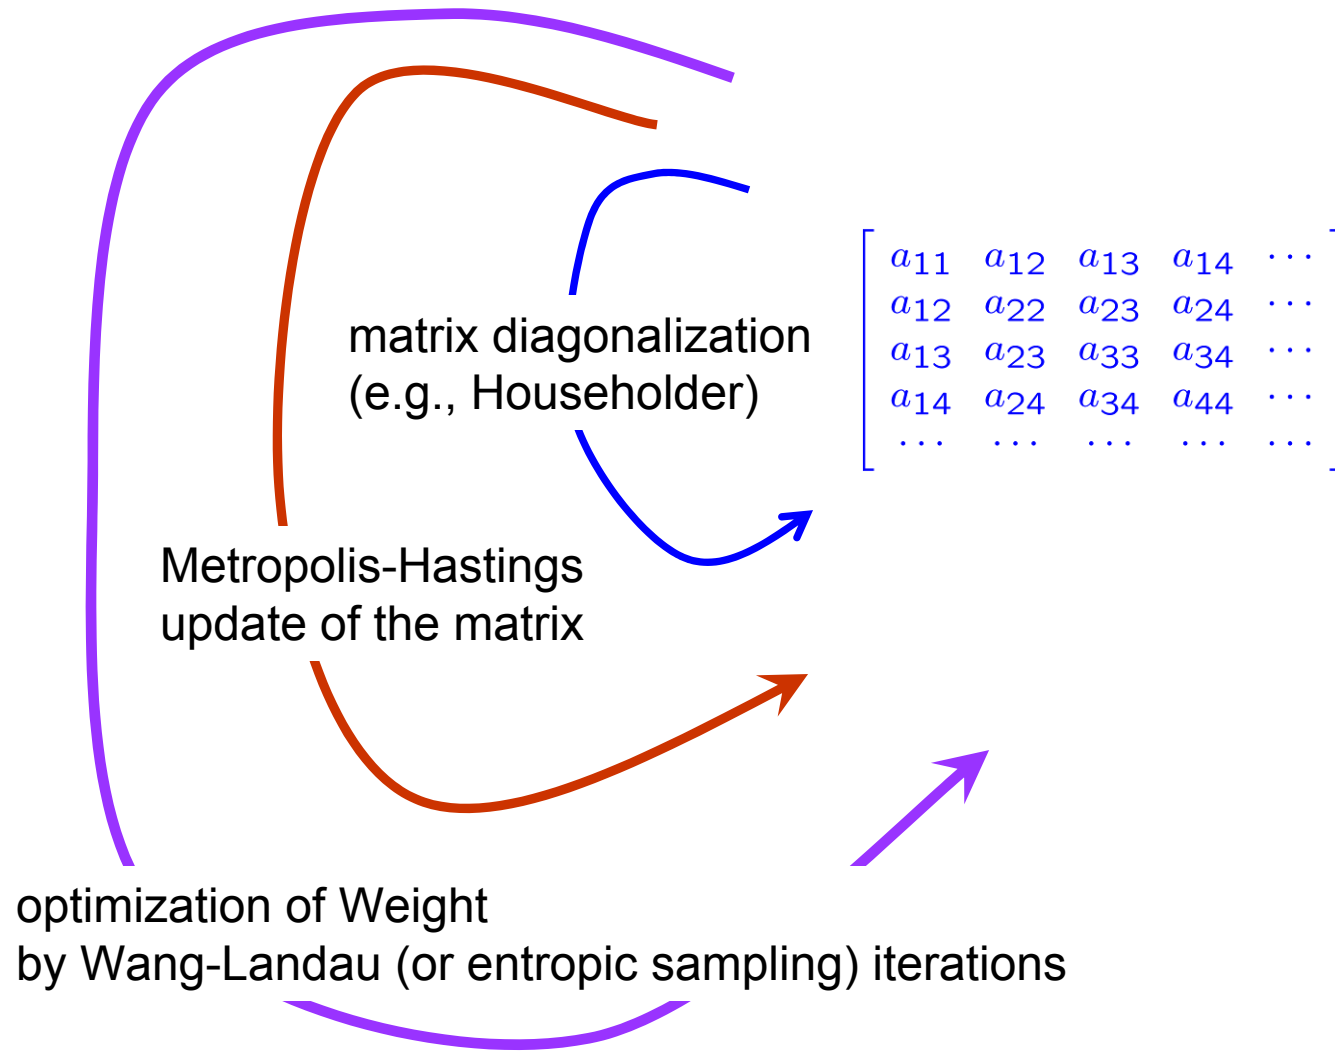 a11 a12 a13 a14 ⋯
a12 a22 a23 a24 ⋯
a13 a23 a33 a34 ⋯
a14 a24 a34 a44 ⋯
⋯ ⋯ ⋯ ⋯ ⋯
matrix diagonalization
(e.g., Householder)
Metropolis-Hastings
update of the matrix
optimization of Weight
by Wang-Landau (or entropic sampling) iterations